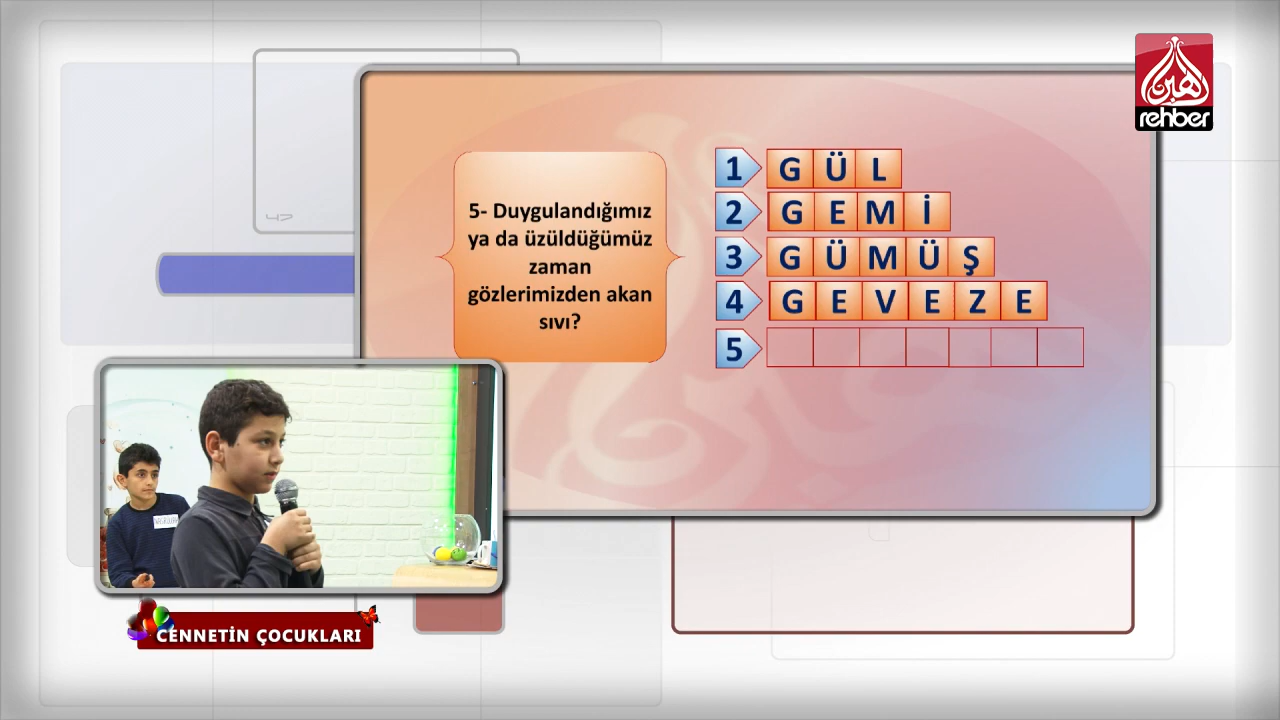 رهبر
rehber
5- Duygulandığımız
ya da üzüldüğümüz
zaman
gözlerimizden akan
sıvı?
1 GÜL
2 GEMİ
3 GÜMÜŞ
4 GEVEZE
5
CENNETİN ÇOCUKLARI